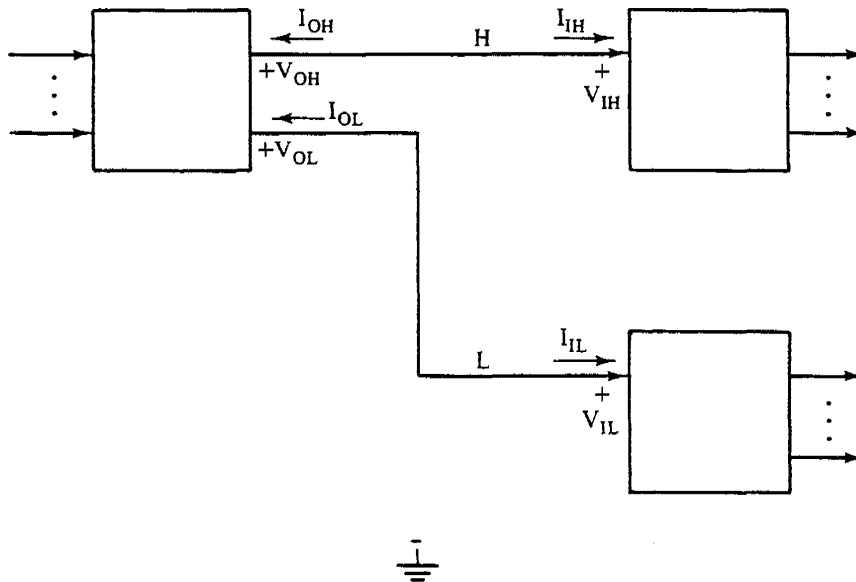 I_OH
H
I_IH
+V_OH
+
V_IH
I_OL
+V_OL
I_IL
L
+
V_IL
-